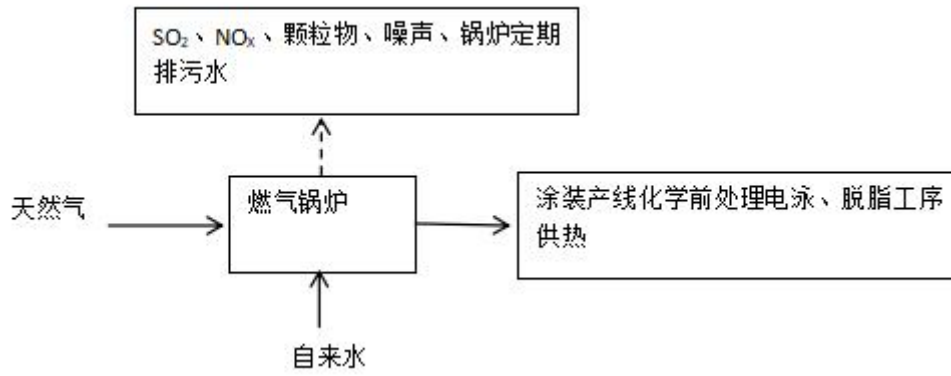 SO₂、NOₓ、颗粒物、噪声、锅炉定期
排污水
天然气
燃气锅炉
涂装产线化学前处理电泳、脱脂工序
供热
自来水